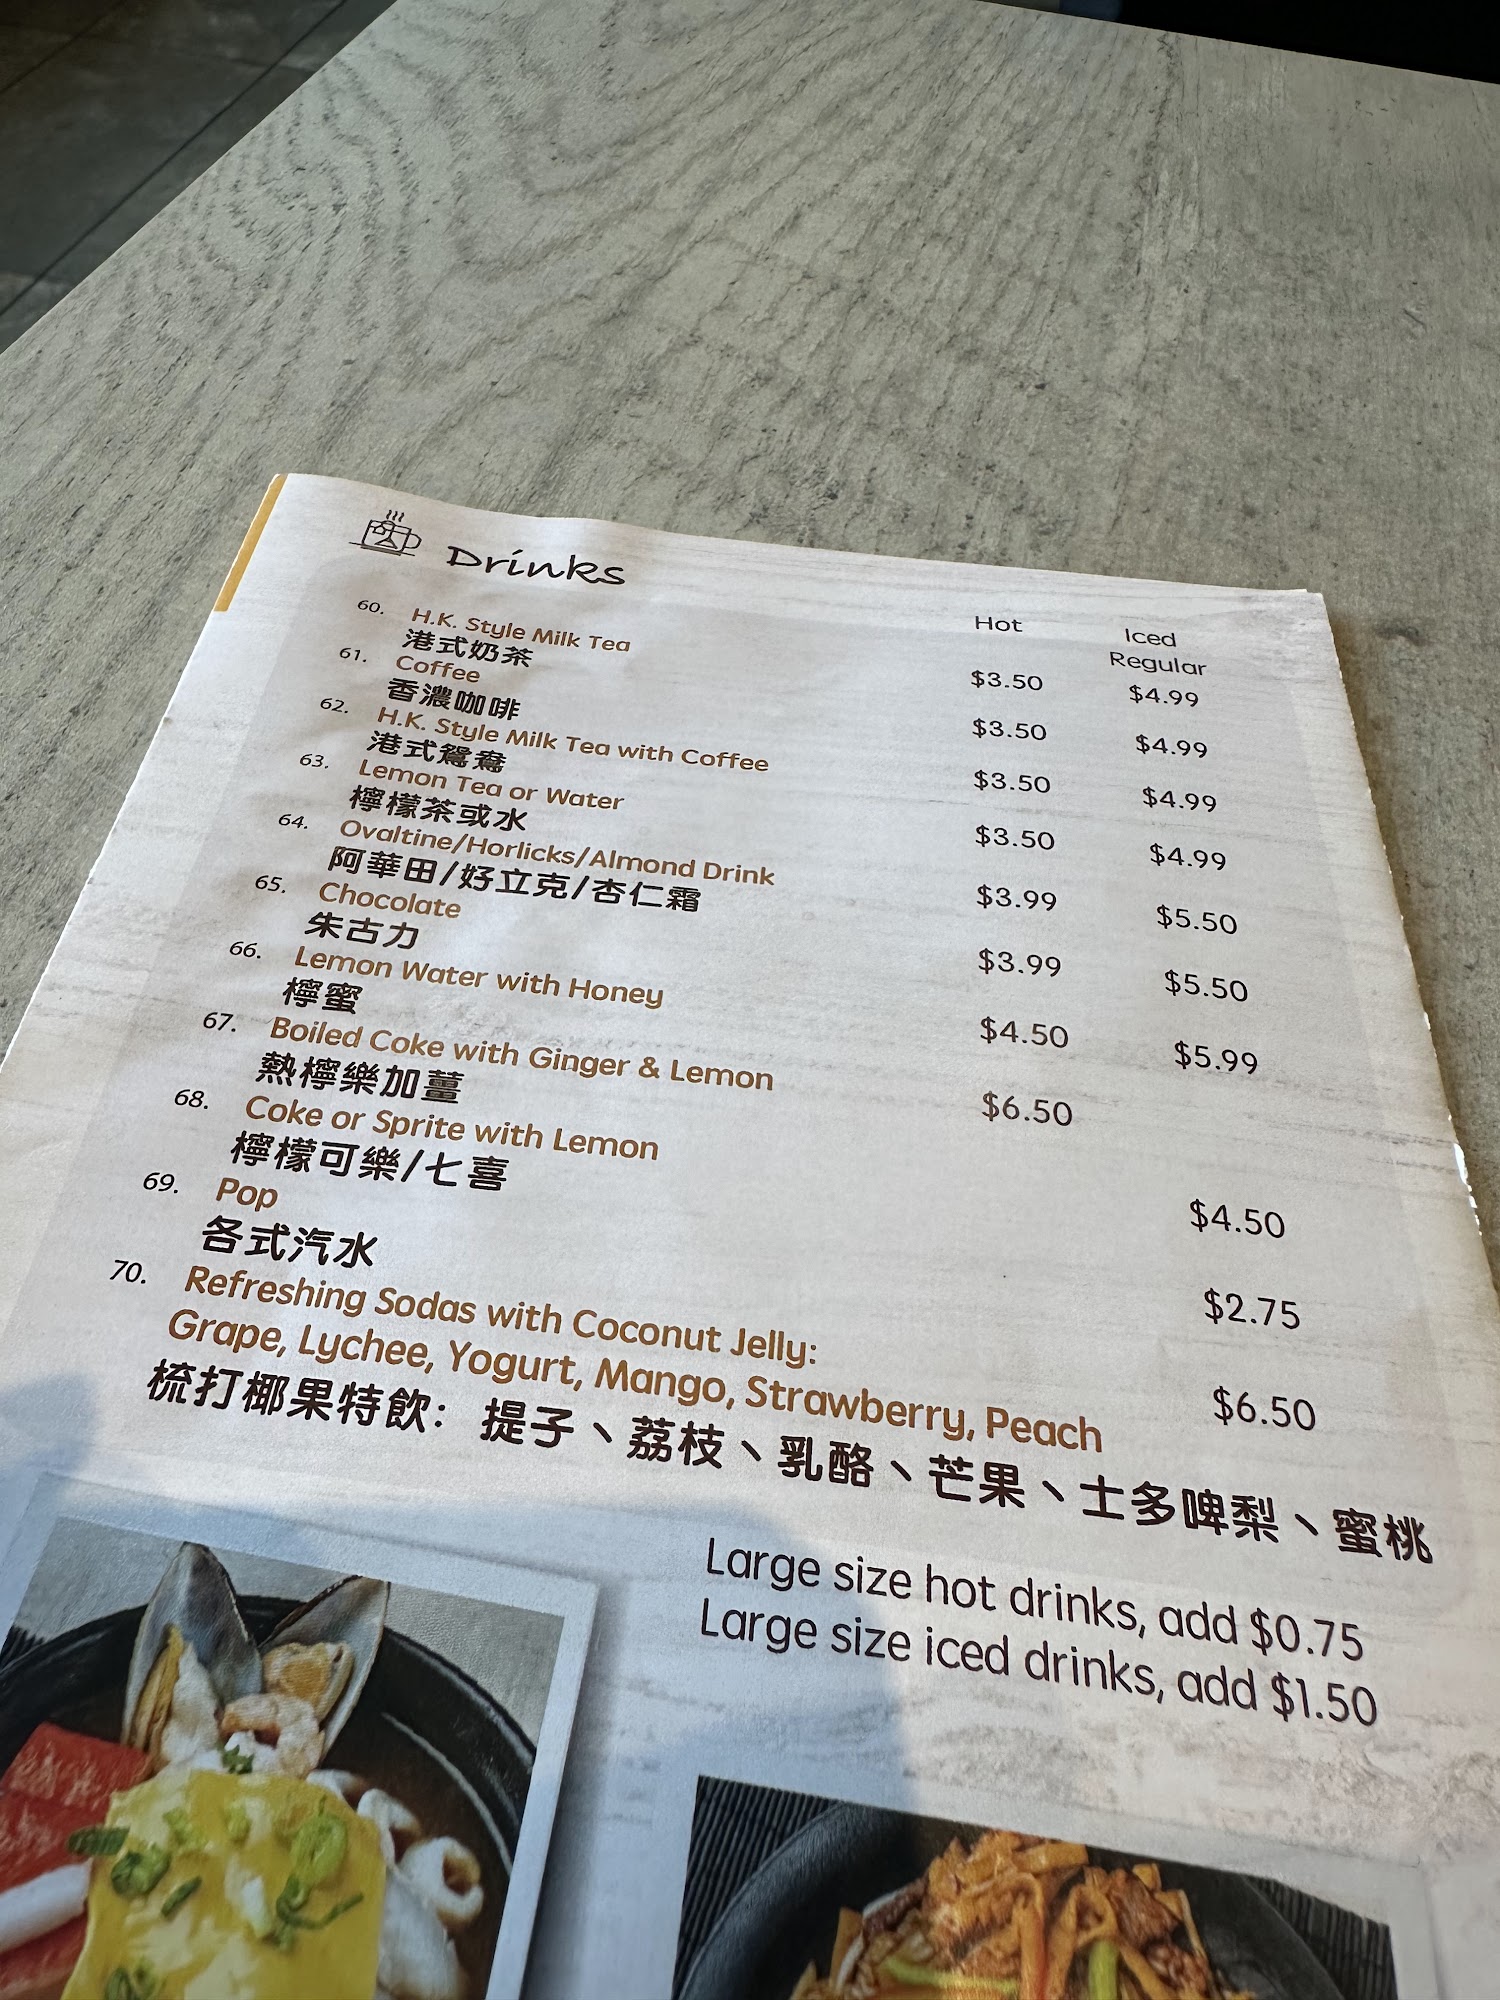 Drinks
Hot
Iced
Regular
60. H.K. Style Milk Tea $3.50 $4.99
港式奶茶
61. Coffee $3.50 $4.99
香濃咖啡
62. H.K. Style Milk Tea with Coffee $3.50 $4.99
港式鴛鴦
63. Lemon Tea or Water $3.50 $4.99
檸檬茶或水
64. Ovaltine/Horlicks/Almond Drink $3.99 $5.50
阿華田/好立克/杏仁霜
65. Chocolate $3.99 $5.50
朱古力
66. Lemon Water with Honey $4.50 $5.99
檸蜜
67. Boiled Coke with Ginger & Lemon $6.50
熱檸樂加薑
68. Coke or Sprite with Lemon $4.50
檸檬可樂/七喜
69. Pop $2.75
各式汽水
70. Refreshing Sodas with Coconut Jelly: $6.50
Grape, Lychee, Yogurt, Mango, Strawberry, Peach
梳打椰果特飲: 提子、荔枝、乳酪、芒果、士多啤梨、蜜桃
Large size hot drinks, add $0.75
Large size iced drinks, add $1.50